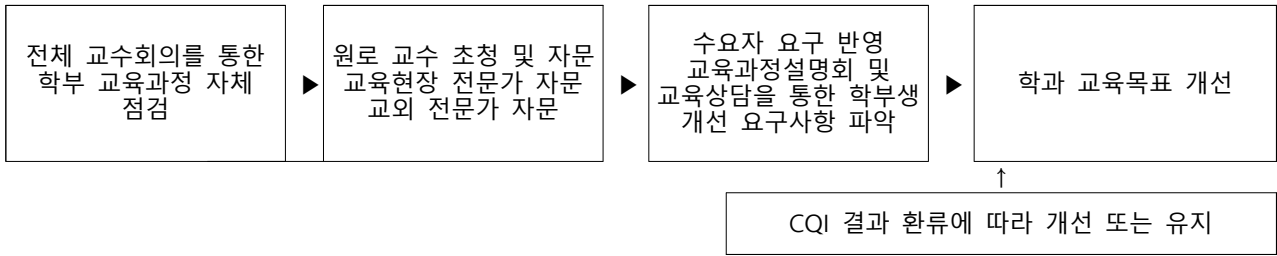 전체 교수회의를 통한
학부 교육과정 자체
점검
▶
원로 교수 초청 및 자문
교육현장 전문가 자문
교외 전문가 자문
▶
수요자 요구 반영
교육과정설명회 및
교육상담을 통한 학부생
개선 요구사항 파악
▶
학과 교육목표 개선
↑
CQI 결과 환류에 따라 개선 또는 유지